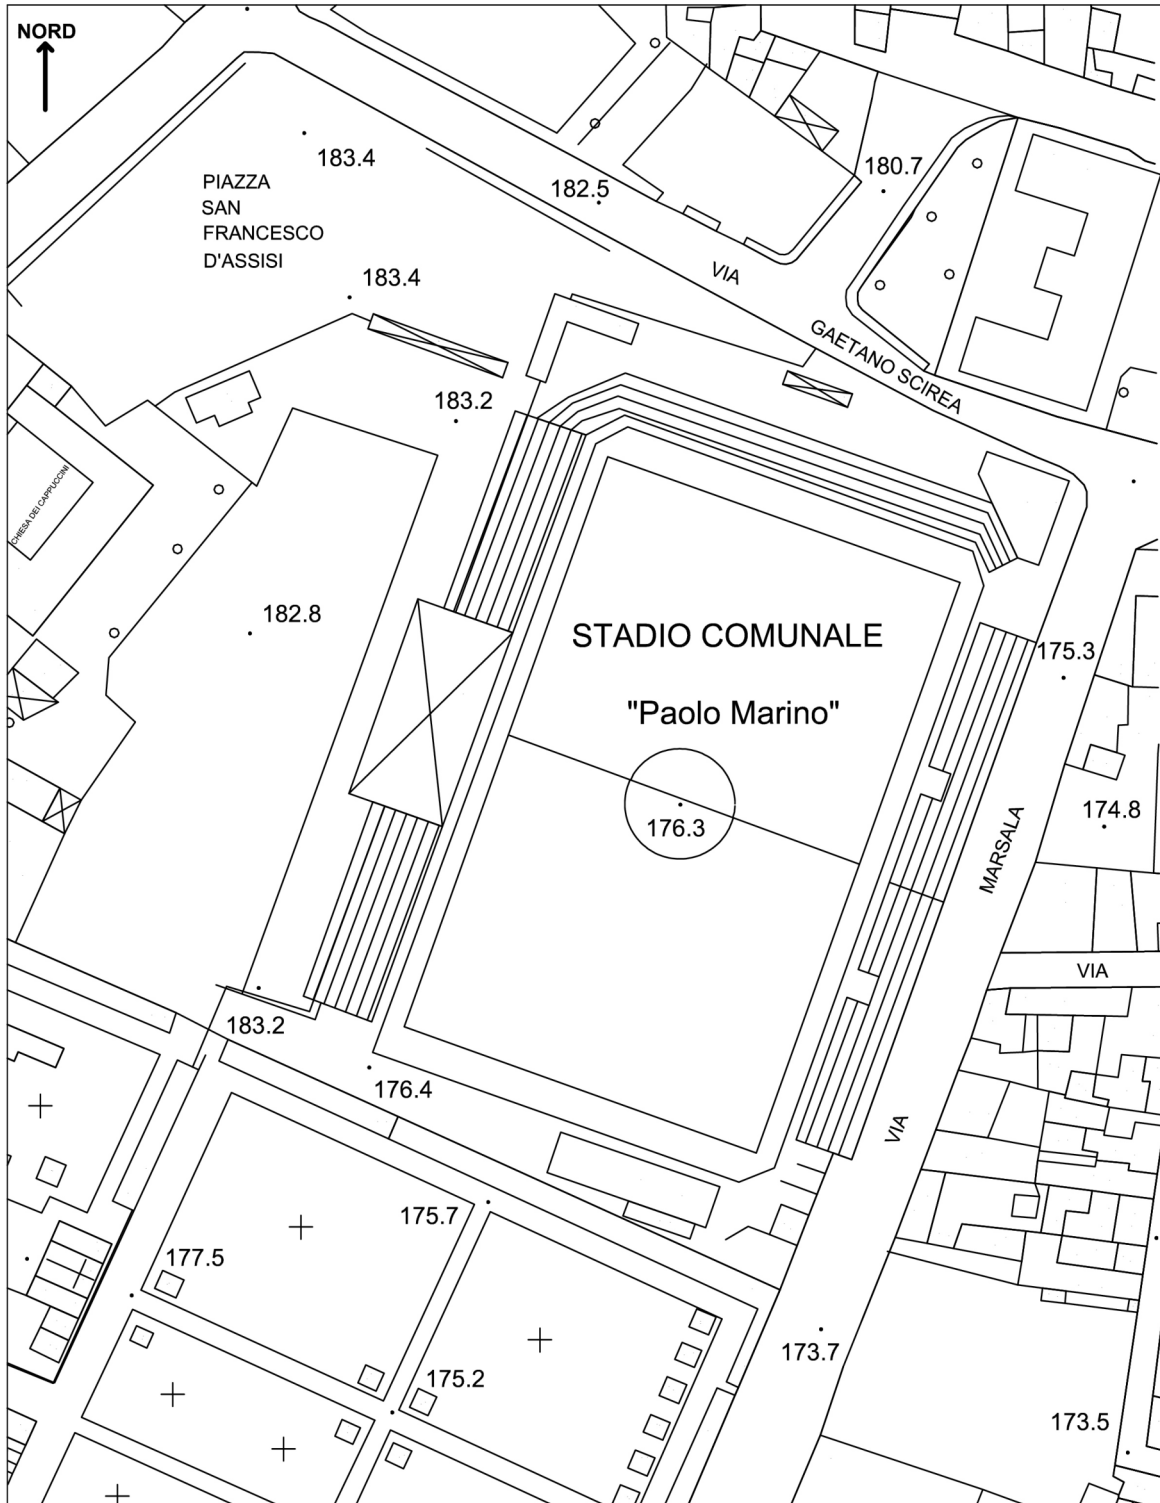 NORD
183.4
PIAZZA
SAN
FRANCESCO
D'ASSISI
182.5
180.7
VIA
183.4
GAETANO SCIREA
183.2
CHIESA DEI CAPPUCCINI
182.8
STADIO COMUNALE
"Paolo Marino"
175.3
176.3
174.8
MARSALA
VIA
183.2
176.4
VIA
175.7
177.5
173.7
175.2
173.5